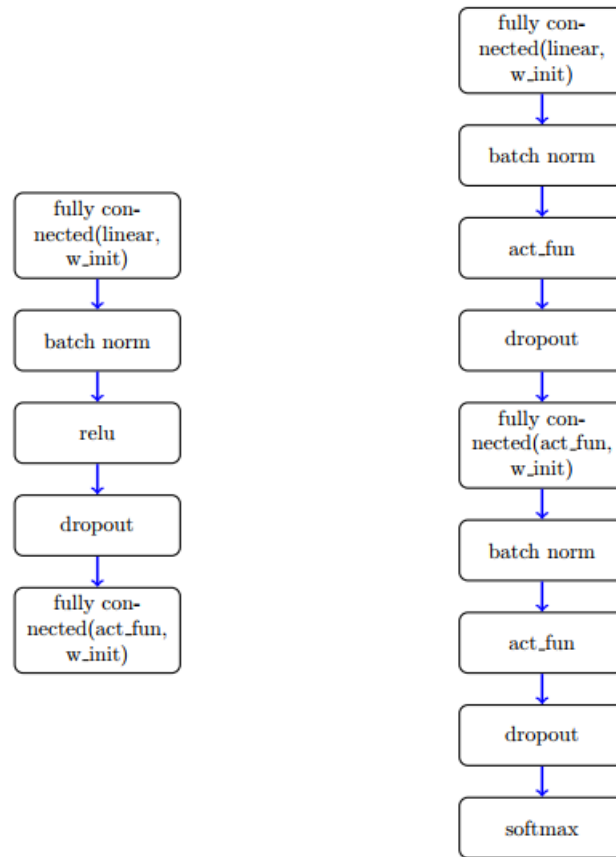 fully con-
nected(linear,
w_init)
batch norm
relu
dropout
fully con-
nected(act_fun,
w_init)
fully con-
nected(linear,
w_init)
batch norm
act_fun
dropout
fully con-
nected(act_fun,
w_init)
batch norm
act_fun
dropout
softmax